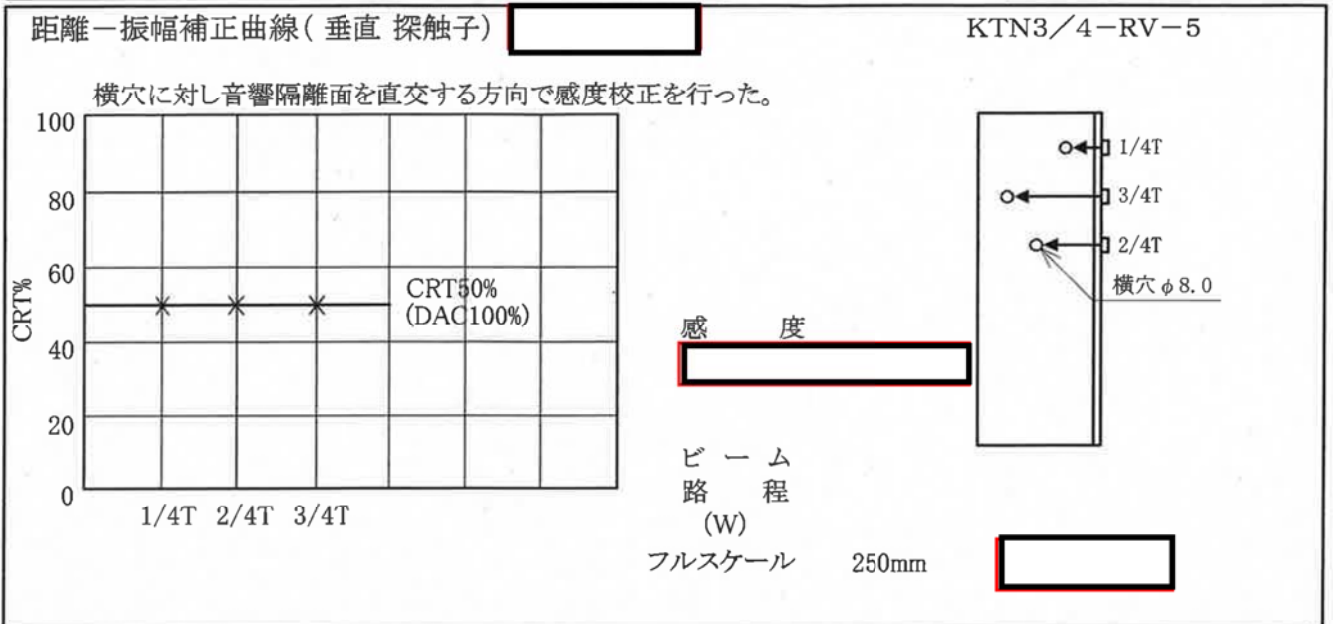 距離－振幅補正曲線( 垂直 探触子)
KTN3／4－RV－5
横穴に対し音響隔離面を直交する方向で感度校正を行った。
100
80
60
40
20
0
CRT%
CRT50%
(DAC100%)
1/4T 2/4T 3/4T
1/4T
3/4T
2/4T
横穴φ8.0
感 度
ビ ー ム
路 程
(W)
フルスケール 250mm